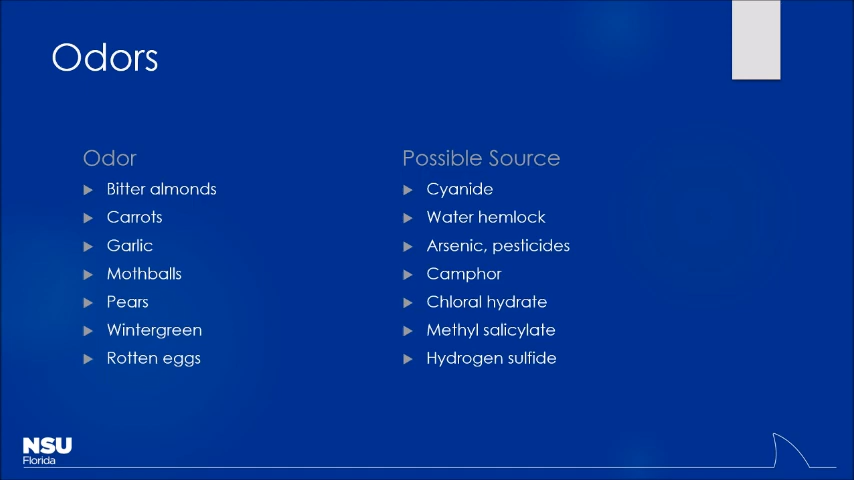 Odors
Odor
Bitter almonds
Carrots
Garlic
Mothballs
Pears
Wintergreen
Rotten eggs
Possible Source
Cyanide
Water hemlock
Arsenic, pesticides
Camphor
Chloral hydrate
Methyl salicylate
Hydrogen sulfide
NSU
Florida